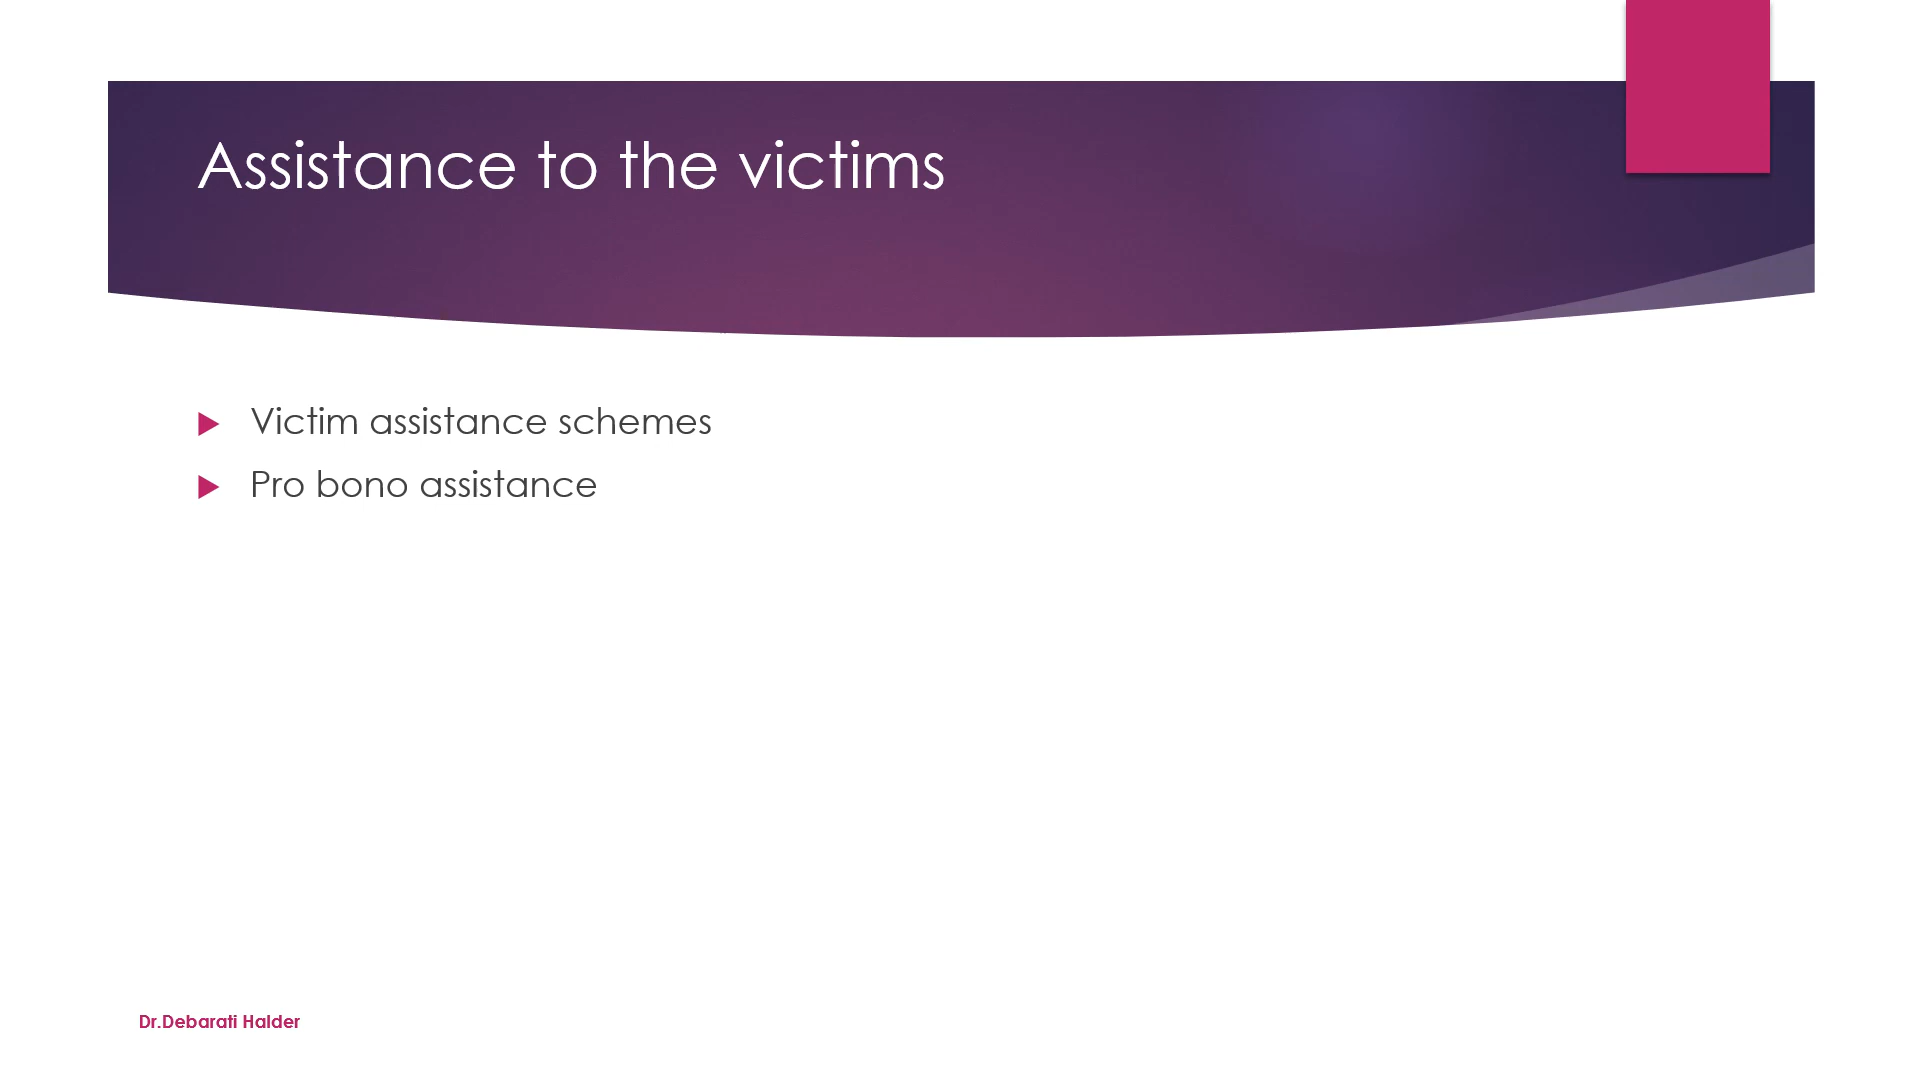 Assistance to the victims
Victim assistance schemes
Pro bono assistance
Dr.Debarati Halder